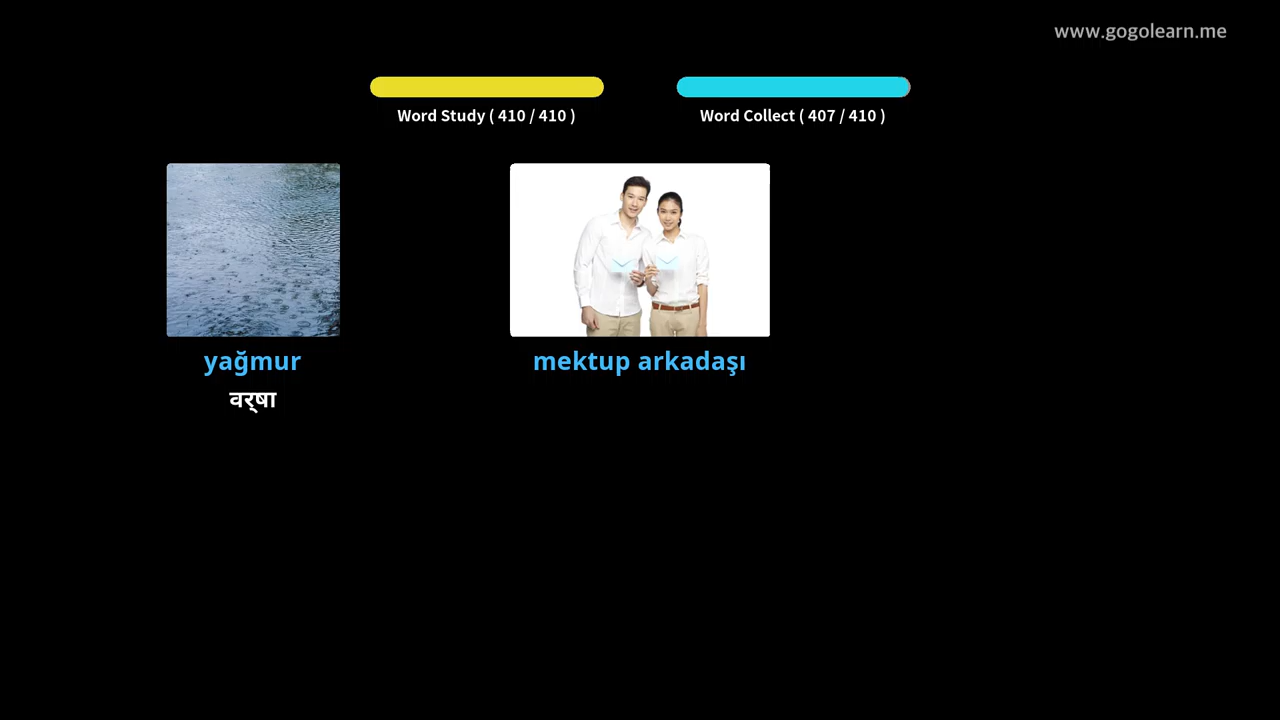 www.gogolearn.me
Word Study ( 410 / 410 )
Word Collect ( 407 / 410 )
yağmur
वर्‌षा
mektup arkadaşı